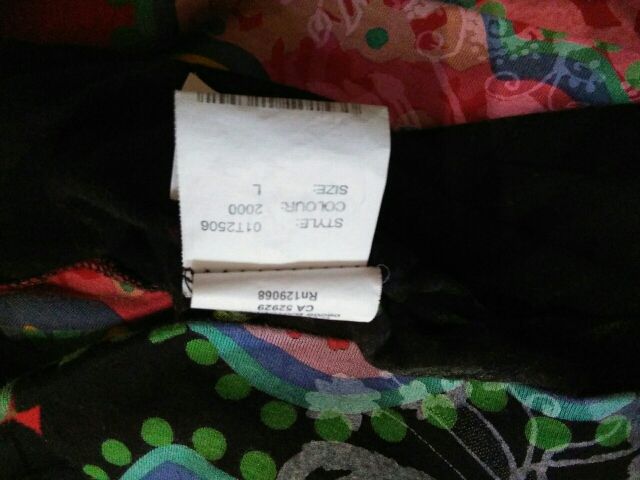 STYLE: 01T2506
COLOUR: 2000
SIZE: L
CA 52929
Rn129068